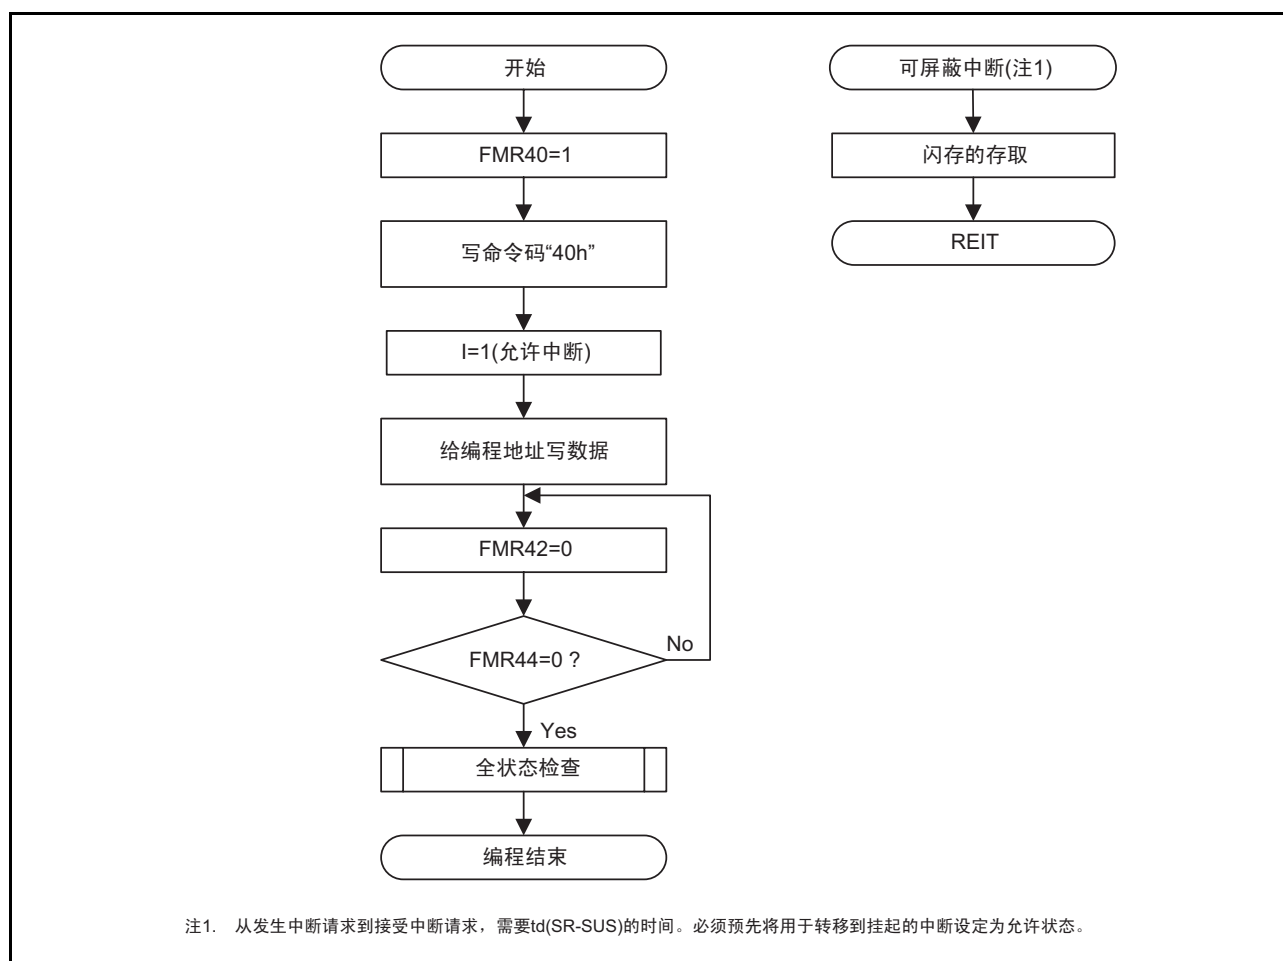 开始
FMR40=1
写命令码“40h”
I=1(允许中断)
给编程地址写数据
FMR42=0
FMR44=0 ?
No
Yes
全状态检查
编程结束
可屏蔽中断(注1)
闪存的存取
REIT
注1. 从发生中断请求到接受中断请求，需要td(SR-SUS)的时间。必须预先将用于转移到挂起的中断设定为允许状态。